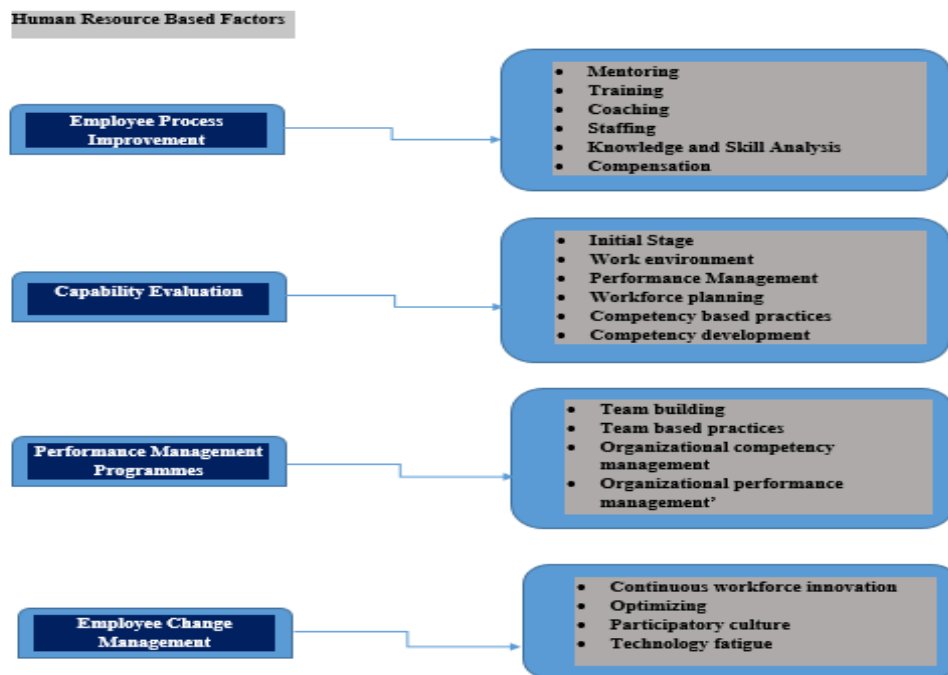 Human Resource Based Factors
Employee Process
Improvement
• Mentoring
• Training
• Coaching
• Staffing
• Knowledge and Skill Analysis
• Compensation
Capability Evaluation
• Initial Stage
• Work environment
• Performance Management
• Workforce planning
• Competency based practices
• Competency development
Performance Management
Programmes
• Team building
• Team based practices
• Organizational competency
management
• Organizational performance
management’
Employee Change
Management
• Continuous workforce innovation
• Optimizing
• Participatory culture
• Technology fatigue